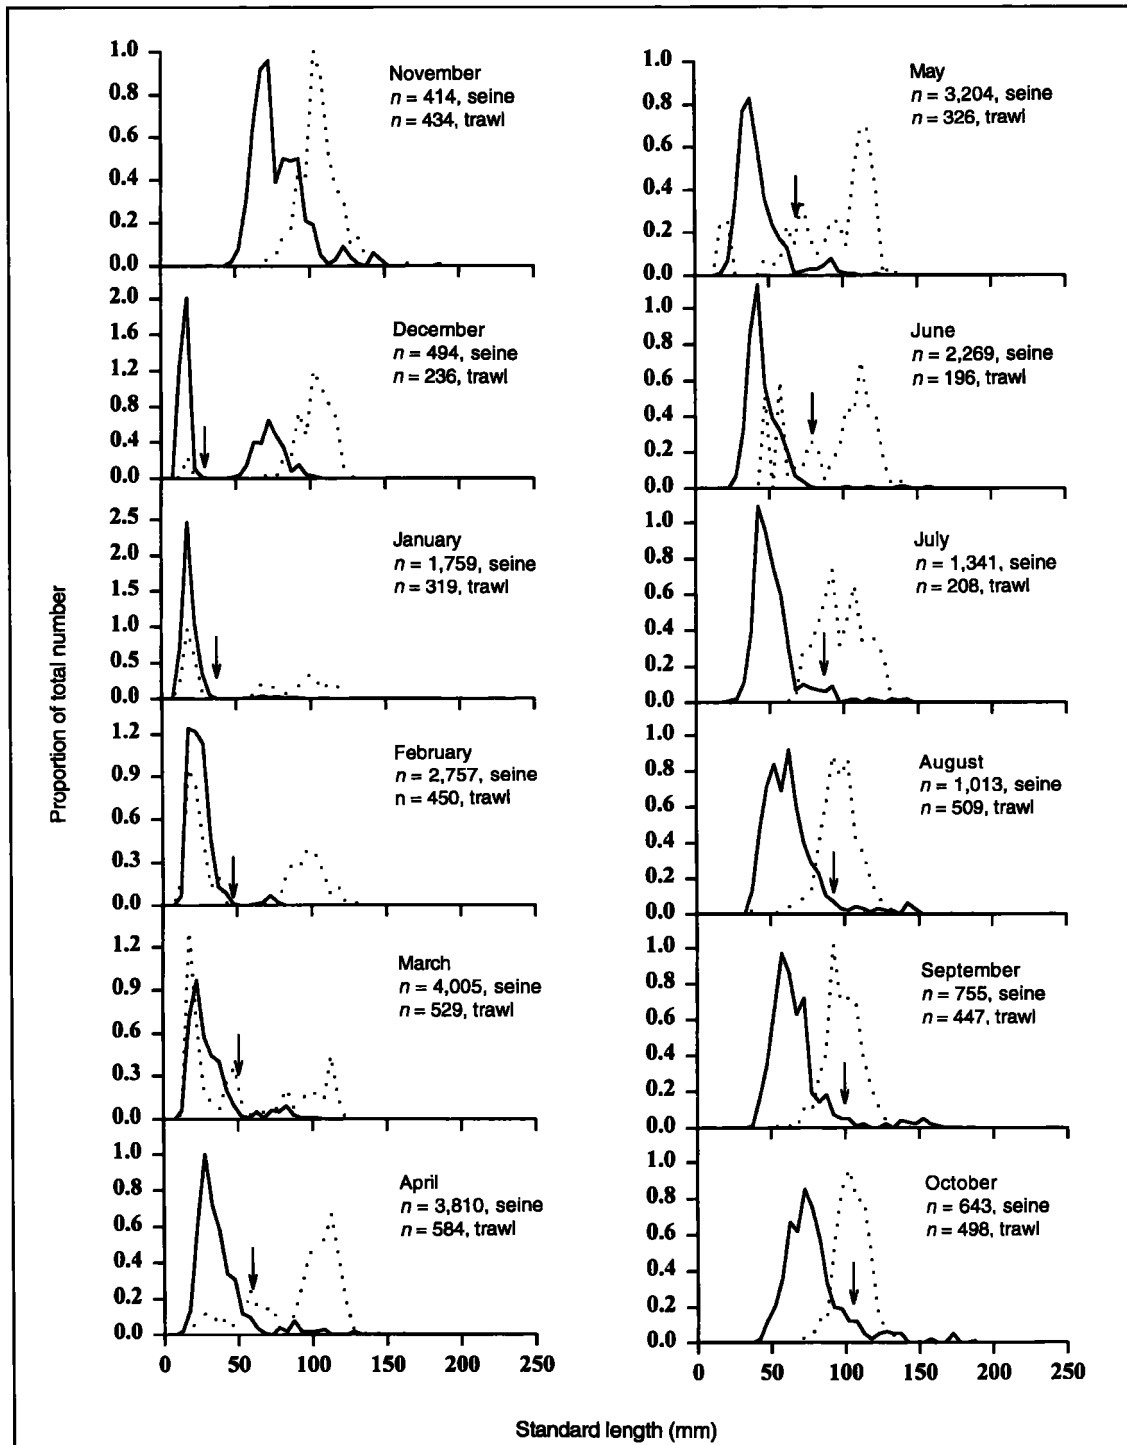 Proportion of total number
1.0
0.8
0.6
0.4
0.2
0.0
November
n = 414, seine
n = 434, trawl
2.0
1.6
1.2
0.8
0.4
0.0
December
n = 494, seine
n = 236, trawl
2.5
2.0
1.5
1.0
0.5
0.0
January
n = 1,759, seine
n = 319, trawl
1.2
0.9
0.6
0.3
0.0
February
n = 2,757, seine
n = 450, trawl
1.2
0.9
0.6
0.3
0.0
March
n = 4,005, seine
n = 529, trawl
1.0
0.8
0.6
0.4
0.2
0.0
April
n = 3,810, seine
n = 584, trawl
0 50 100 150 200 250
1.0
0.8
0.6
0.4
0.2
0.0
May
n = 3,204, seine
n = 326, trawl
1.0
0.8
0.6
0.4
0.2
0.0
June
n = 2,269, seine
n = 196, trawl
1.0
0.8
0.6
0.4
0.2
0.0
July
n = 1,341, seine
n = 208, trawl
1.0
0.8
0.6
0.4
0.2
0.0
August
n = 1,013, seine
n = 509, trawl
1.0
0.8
0.6
0.4
0.2
0.0
September
n = 755, seine
n = 447, trawl
1.0
0.8
0.6
0.4
0.2
0.0
October
n = 643, seine
n = 498, trawl
0 50 100 150 200 250
Standard length (mm)